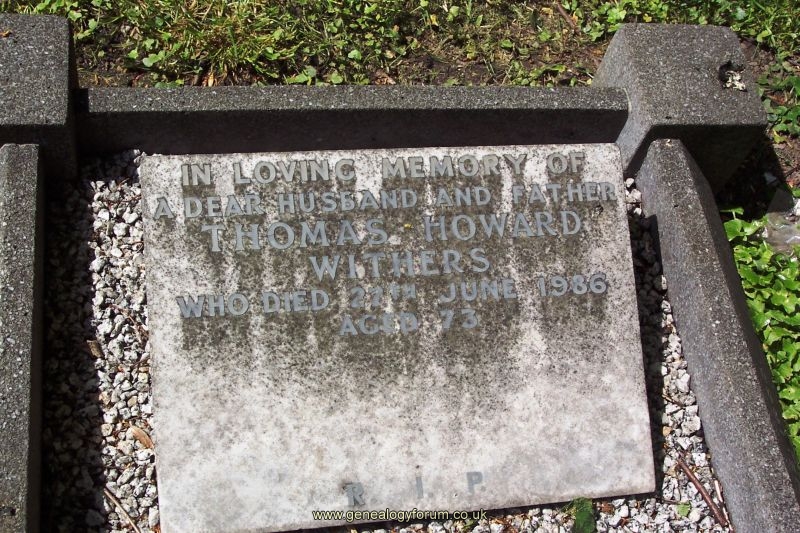 IN LOVING MEMORY OF
A DEAR HUSBAND AND FATHER
THOMAS HOWARD
WITHERS
WHO DIED 22ND JUNE 1986
AGED 73
R.I.P
www.genealogyforum.co.uk